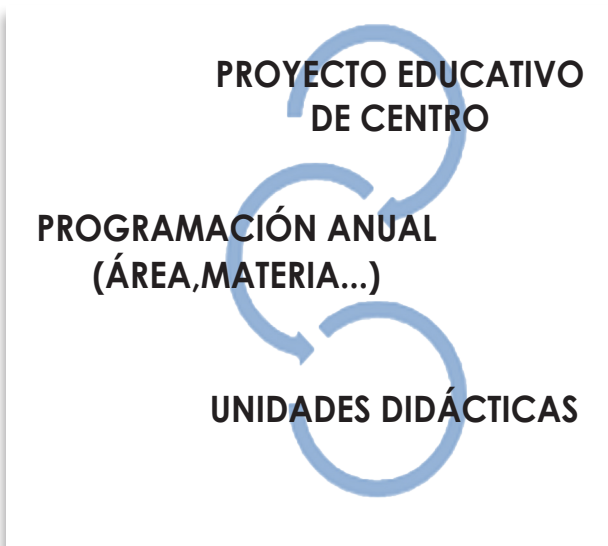 PROYECTO EDUCATIVO
DE CENTRO
PROGRAMACIÓN ANUAL
(ÁREA,MATERIA...)
UNIDADES DIDÁCTICAS